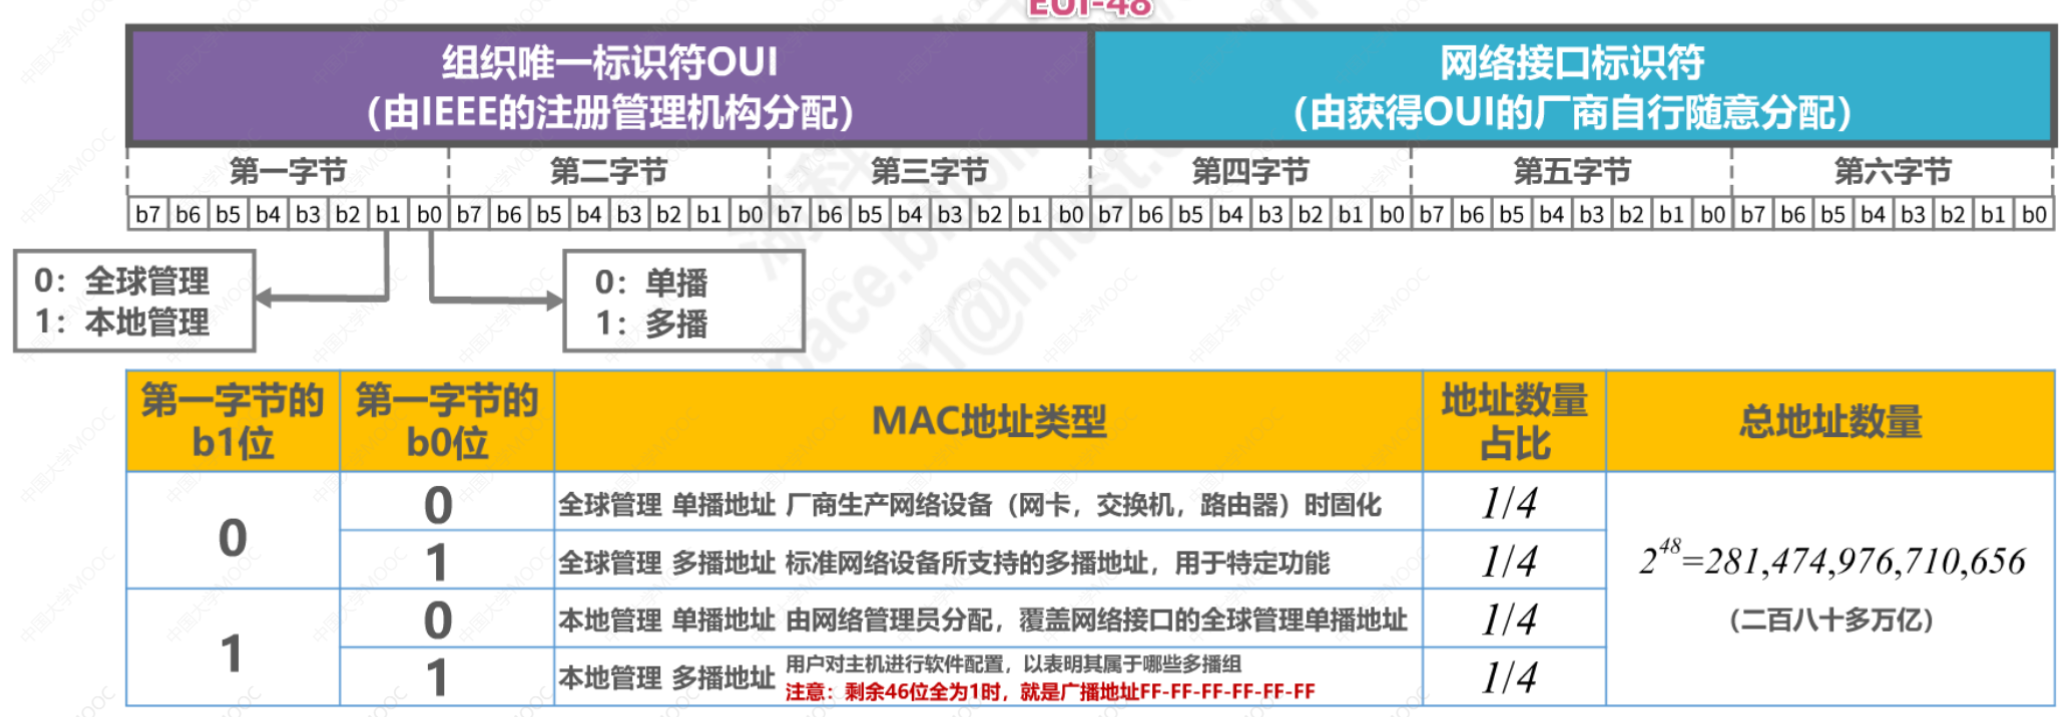 EUI-48
组织唯一标识符OUI
（由IEEE的注册管理机构分配）
网络接口标识符
（由获得OUI的厂商自行随意分配）
第一字节 第二字节 第三字节 第四字节 第五字节 第六字节
b7 b6 b5 b4 b3 b2 b1 b0 b7 b6 b5 b4 b3 b2 b1 b0 b7 b6 b5 b4 b3 b2 b1 b0 b7 b6 b5 b4 b3 b2 b1 b0 b7 b6 b5 b4 b3 b2 b1 b0 b7 b6 b5 b4 b3 b2 b1 b0
0：全球管理
1：本地管理
0：单播
1：多播
第一字节的
b1位
第一字节的
b0位
MAC地址类型
地址数量
占比
总地址数量
0
0
全球管理 单播地址 厂商生产网络设备（网卡，交换机，路由器）时固化
1/4
1
全球管理 多播地址 标准网络设备所支持的多播地址，用于特定功能
1/4
1
0
本地管理 单播地址 由网络管理员分配，覆盖网络接口的全球管理单播地址
1/4
1
本地管理 多播地址
用户对主机进行软件配置，以表明其属于哪些多播组
注意：剩余46位全为1时，就是广播地址FF-FF-FF-FF-FF-FF
1/4
2^48=281,474,976,710,656
（二百八十多万亿）
中国大学MOOC